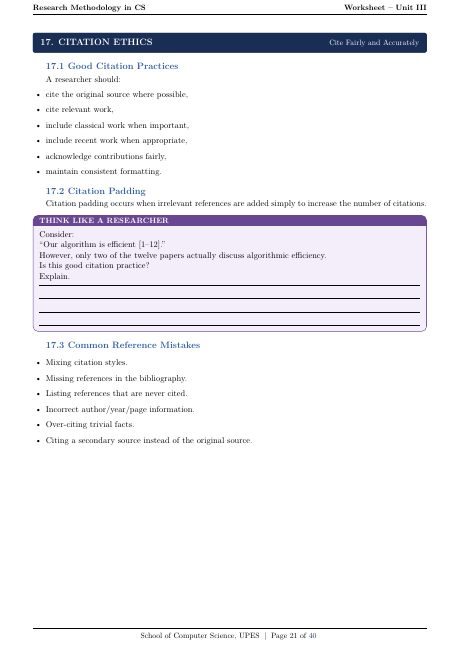 Research Methodology in CS
Worksheet – Unit III
17. CITATION ETHICS
Cite Fairly and Accurately
17.1 Good Citation Practices
A researcher should:
• cite the original source where possible,
• cite relevant work,
• include classical work when important,
• include recent work when appropriate,
• acknowledge contributions fairly,
• maintain consistent formatting.
17.2 Citation Padding
Citation padding occurs when irrelevant references are added simply to increase the number of citations.
THINK LIKE A RESEARCHER
Consider:
“Our algorithm is efficient [1–12].”
However, only two of the twelve papers actually discuss algorithmic efficiency.
Is this good citation practice?
Explain.
17.3 Common Reference Mistakes
• Mixing citation styles.
• Missing references in the bibliography.
• Listing references that are never cited.
• Incorrect author/year/page information.
• Over-citing trivial facts.
• Citing a secondary source instead of the original source.
School of Computer Science, UPES | Page 21 of 40